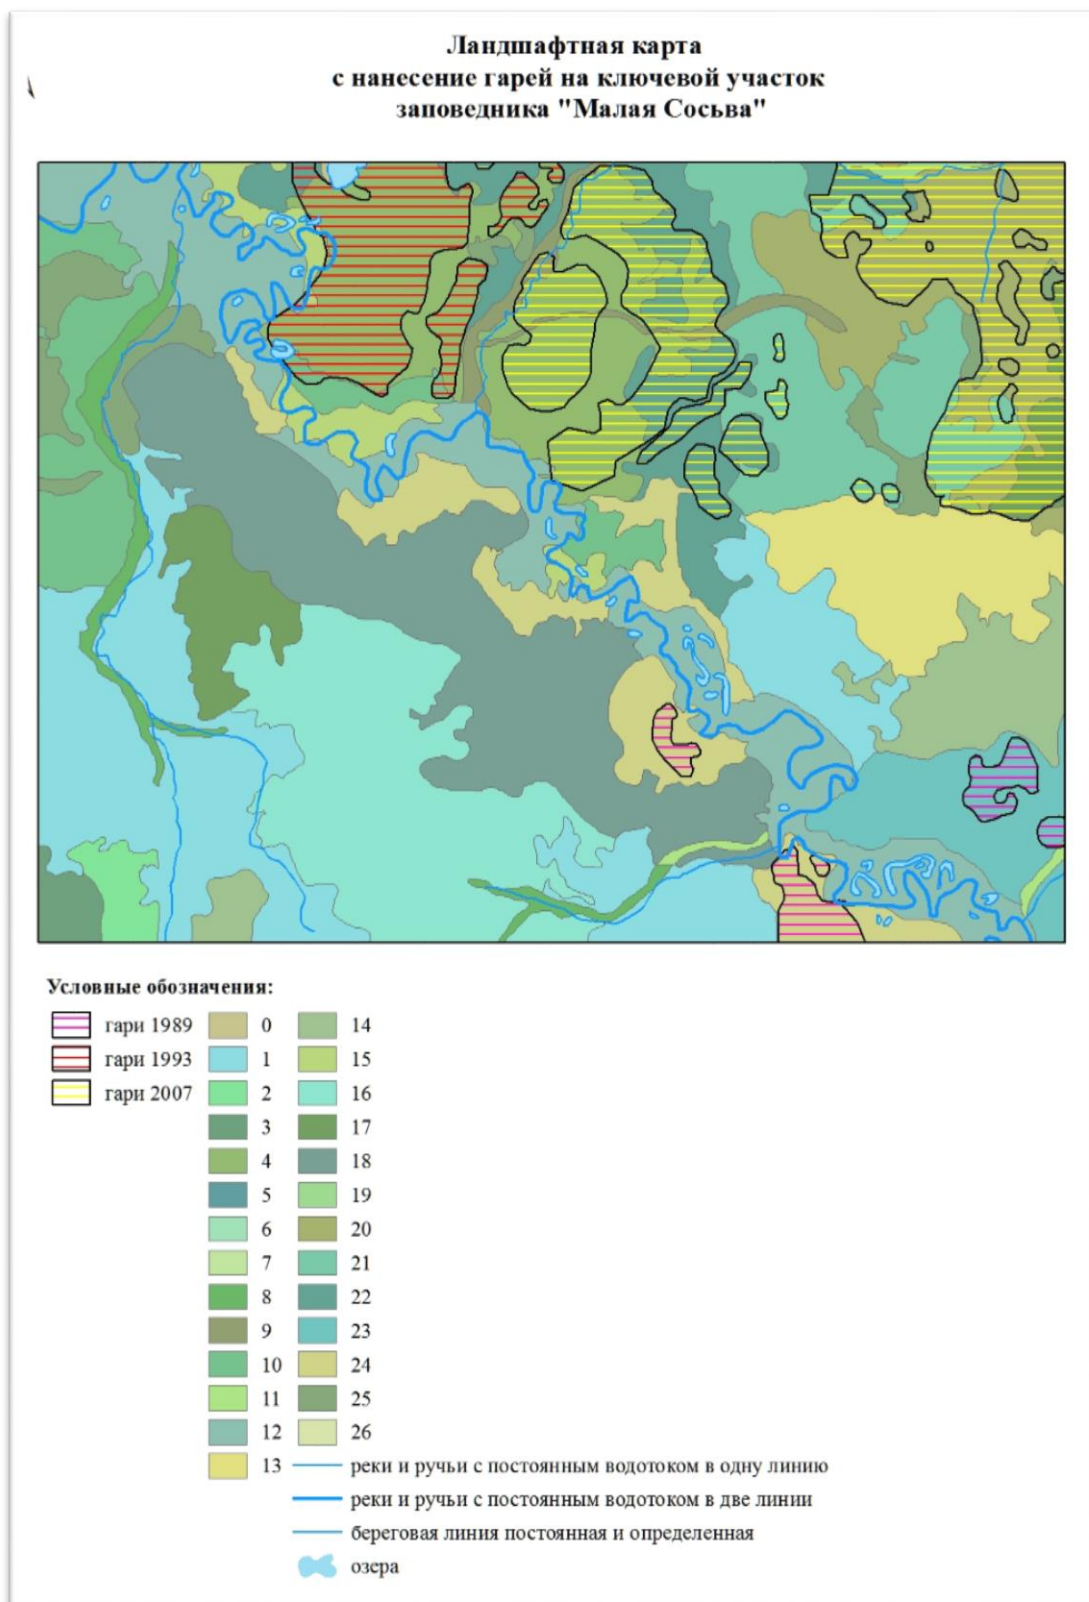 Ландшафтная карта
с нанесение гарей на ключевой участок
заповедника "Малая Сосьва"
Условные обозначения:
гари 1989 0 14
гари 1993 1 15
гари 2007 2 16
3 17
4 18
5 19
6 20
7 21
8 22
9 23
10 24
11 25
12 26
13 реки и ручьи с постоянным водотоком в одну линию
реки и ручьи с постоянным водотоком в две линии
береговая линия постоянная и определенная
озера